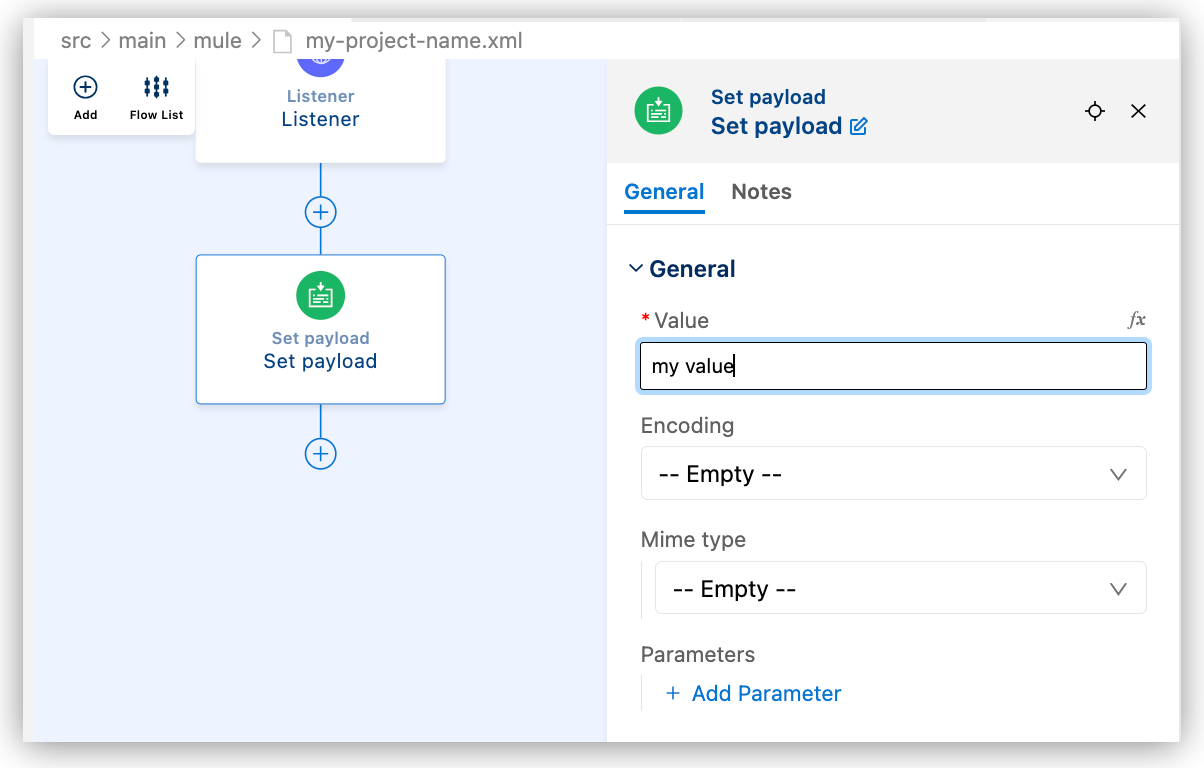 src > main > mule > my-project-name.xml
Add
Flow List
Listener
Listener
Set payload
Set payload
Set payload
Set payload
General
Notes
General
* Value
fx
my value
Encoding
-- Empty --
Mime type
-- Empty --
Parameters
+ Add Parameter